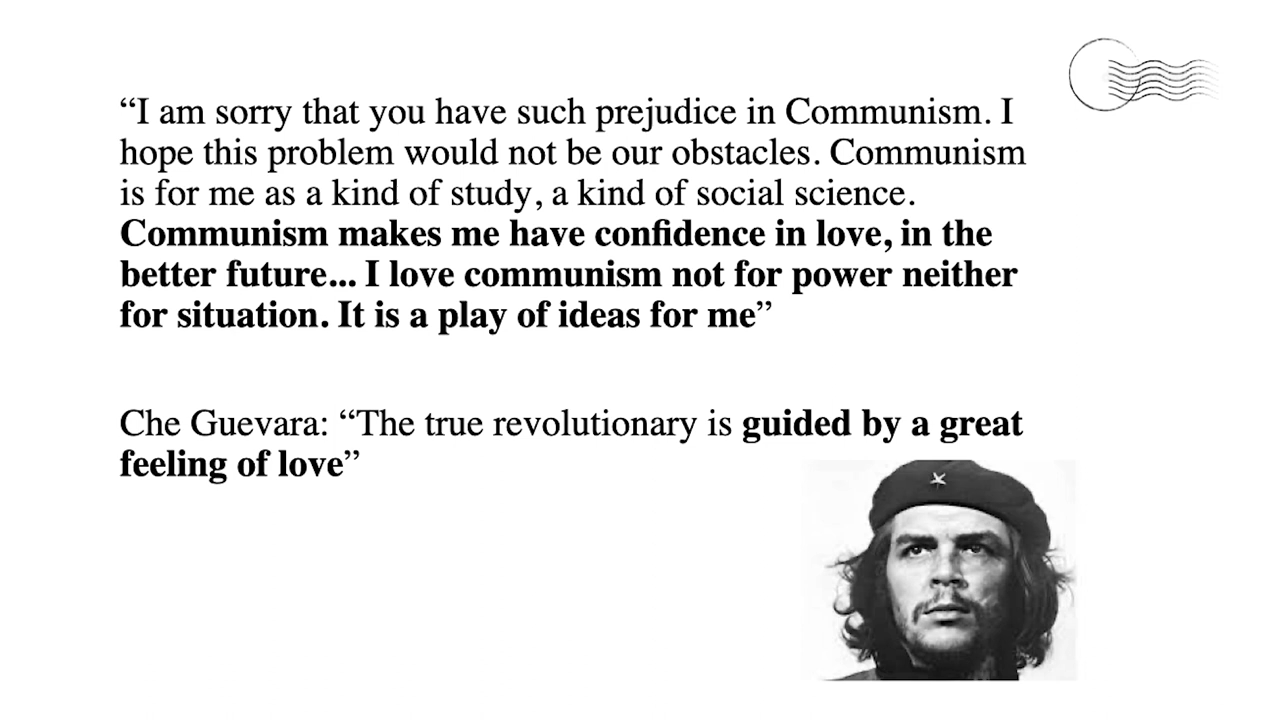 “I am sorry that you have such prejudice in Communism. I
hope this problem would not be our obstacles. Communism
is for me as a kind of study, a kind of social science.
Communism makes me have confidence in love, in the
better future... I love communism not for power neither
for situation. It is a play of ideas for me”
Che Guevara: “The true revolutionary is guided by a great
feeling of love”